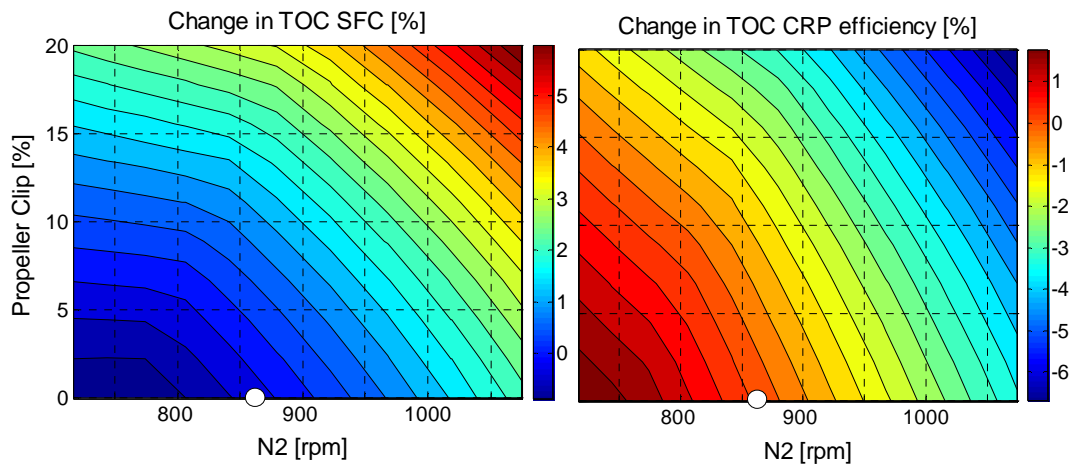 Change in TOC SFC [%]
20
15
10
5
0
Propeller Clip [%]
800 900 1000
N2 [rpm]
5
4
3
2
1
0
Change in TOC CRP efficiency [%]
800 900 1000
N2 [rpm]
1
0
-1
-2
-3
-4
-5
-6